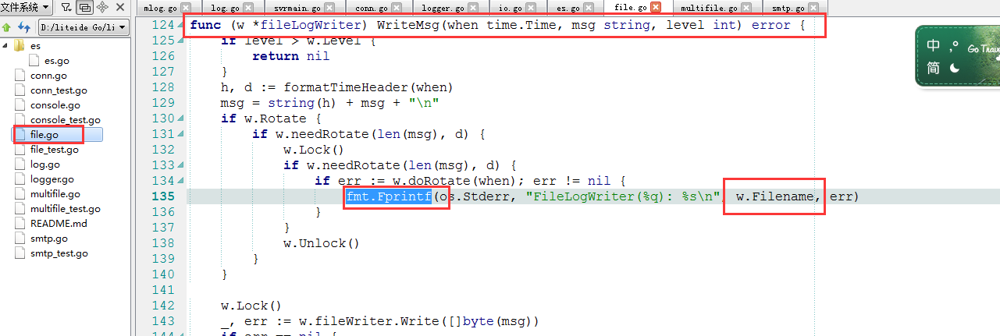 文件系统
mlog.go
log.go
svrmain.go
conn.go
logger.go
io.go
es.go
file.go
multifile.go
smtp.go
D:/liteide Go/li
es
es.go
conn.go
conn_test.go
console.go
console_test.go
file.go
file_test.go
log.go
logger.go
multifile.go
multifile_test.go
README.md
smtp.go
smtp_test.go
124 func (w *fileLogWriter) WriteMsg(when time.Time, msg string, level int) error {
125 if level > w.Level {
126 return nil
127 }
128 h, d := formatTimeHeader(when)
129 msg = string(h) + msg + "\n"
130 if w.Rotate {
131 if w.needRotate(len(msg), d) {
132 w.Lock()
133 if w.needRotate(len(msg), d) {
134 if err := w.doRotate(when); err != nil {
135 fmt.Fprintf(os.Stderr, "FileLogWriter(%q): %s\n", w.Filename, err)
136 }
137 }
138 w.Unlock()
139 }
140 }
141
142 w.Lock()
143 _, err := w.fileWriter.Write([]byte(msg))
144 if err == nil {
中 ，° Go Trav
简